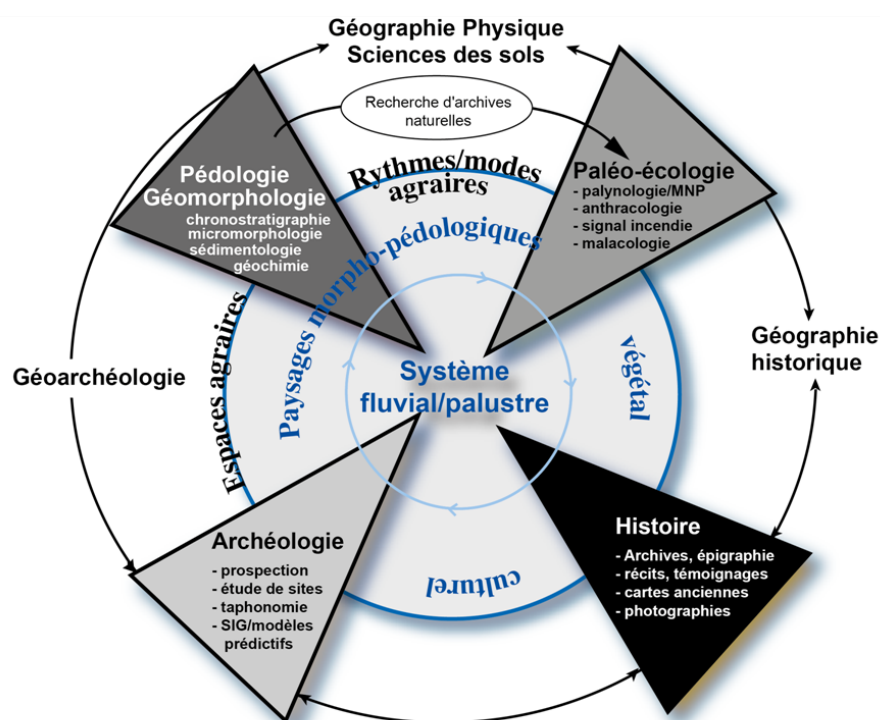 Géographie Physique
Sciences des sols
Recherche d'archives
naturelles
Rythmes/modes
agraires
Pédologie
Géomorphologie
chronostratigraphie
micromorphologie
sédimentologie
géochimie
Paléo-écologie
- palynologie/MNP
- anthracologie
- signal incendie
- malacologie
Paysages morpho-pédologiques
Espaces agraires
végétal
Géographie
historique
Géoarchéologie
Système
fluvial/palustre
Archéologie
- prospection
- étude de sites
- taphonomie
- SIG/modèles
prédictifs
culturel
Histoire
- Archives, épigraphie
- récits, témoignages
- cartes anciennes
- photographies